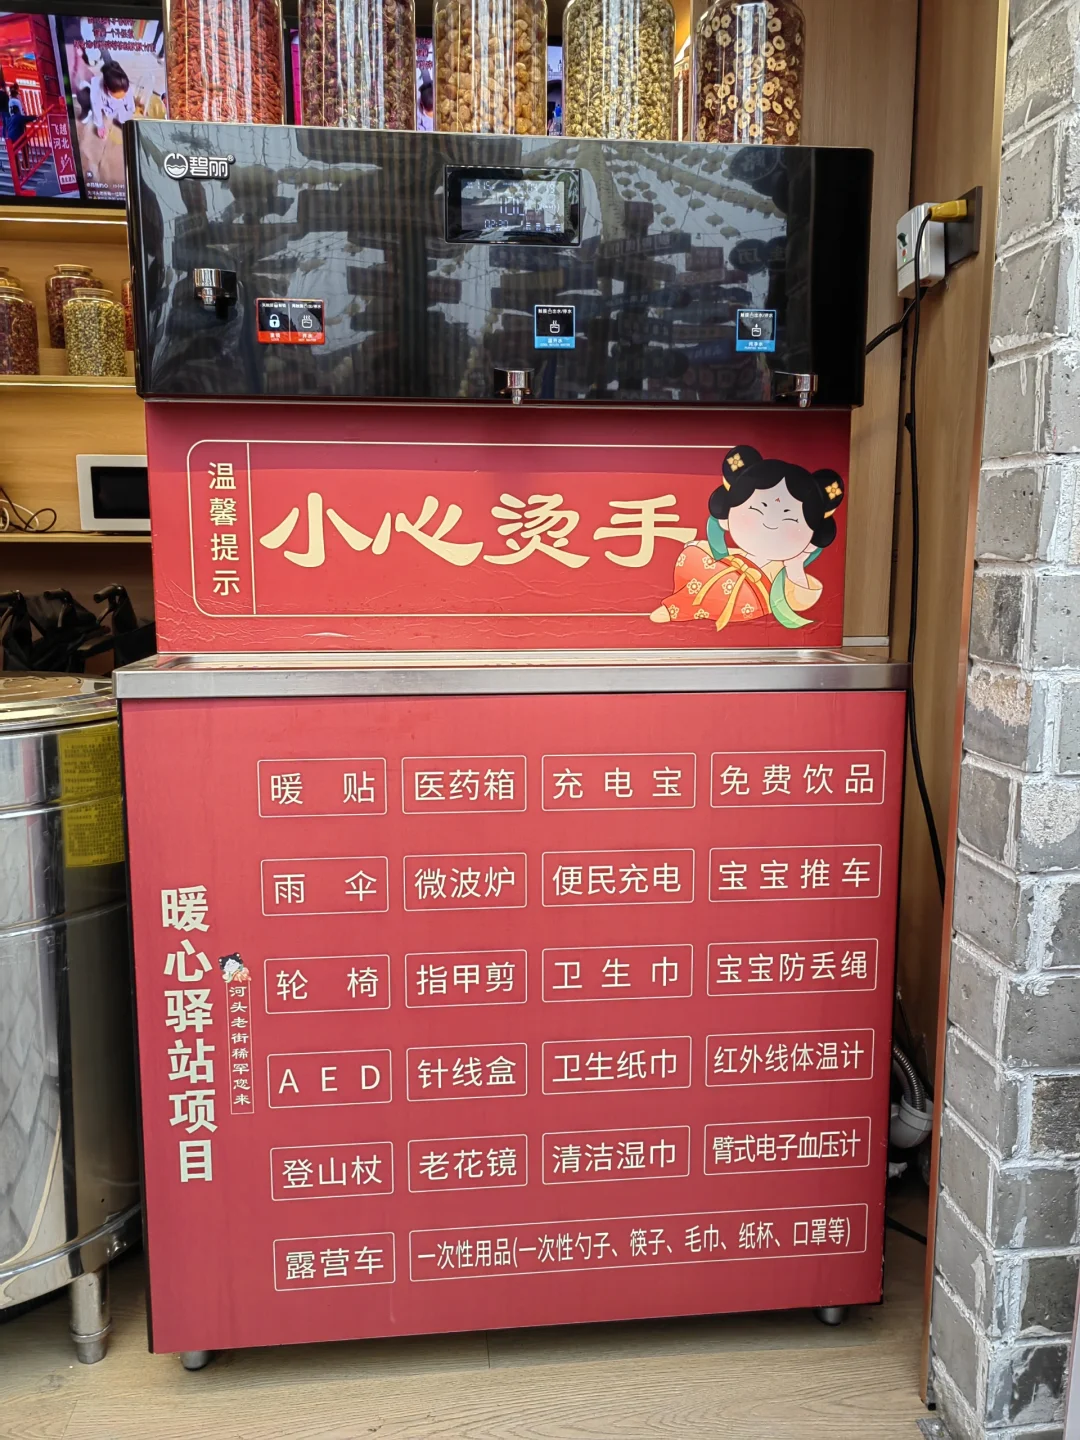 飞越
河北
碧丽®
温馨提示
小心烫手
暖心驿站项目
河头老街稀罕您来
暖贴 医药箱 充电宝 免费饮品
雨伞 微波炉 便民充电 宝宝推车
轮椅 指甲剪 卫生巾 宝宝防丢绳
AED 针线盒 卫生纸巾 红外线体温计
登山杖 老花镜 清洁湿巾 臂式电子血压计
露营车 一次性用品(一次性勺子、筷子、毛巾、纸杯、口罩等)